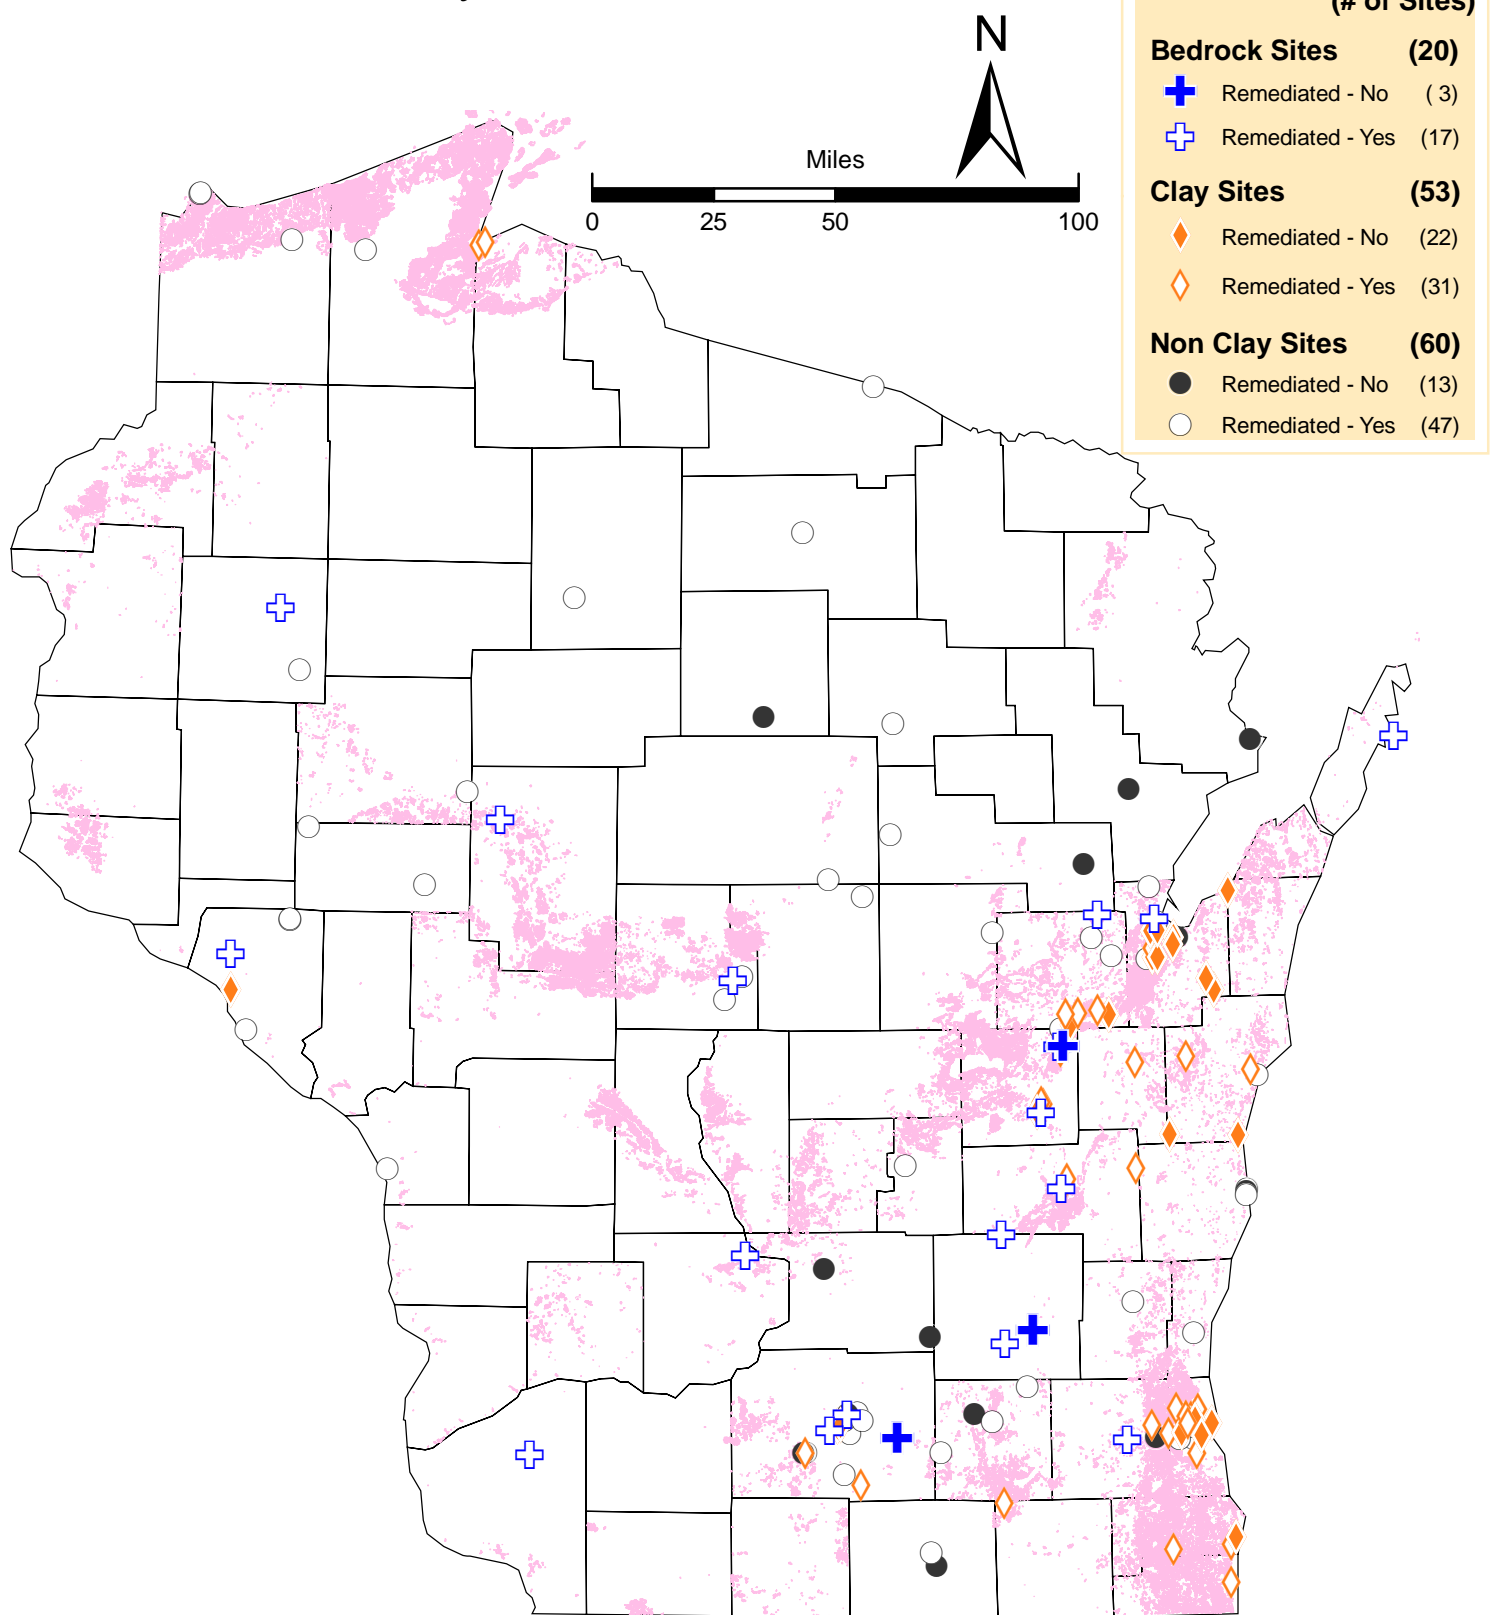 (# of Sites)
N
Miles
0 25 50 100
Bedrock Sites (20)
Remediated - No ( 3)
Remediated - Yes (17)
Clay Sites (53)
Remediated - No (22)
Remediated - Yes (31)
Non Clay Sites (60)
Remediated - No (13)
Remediated - Yes (47)